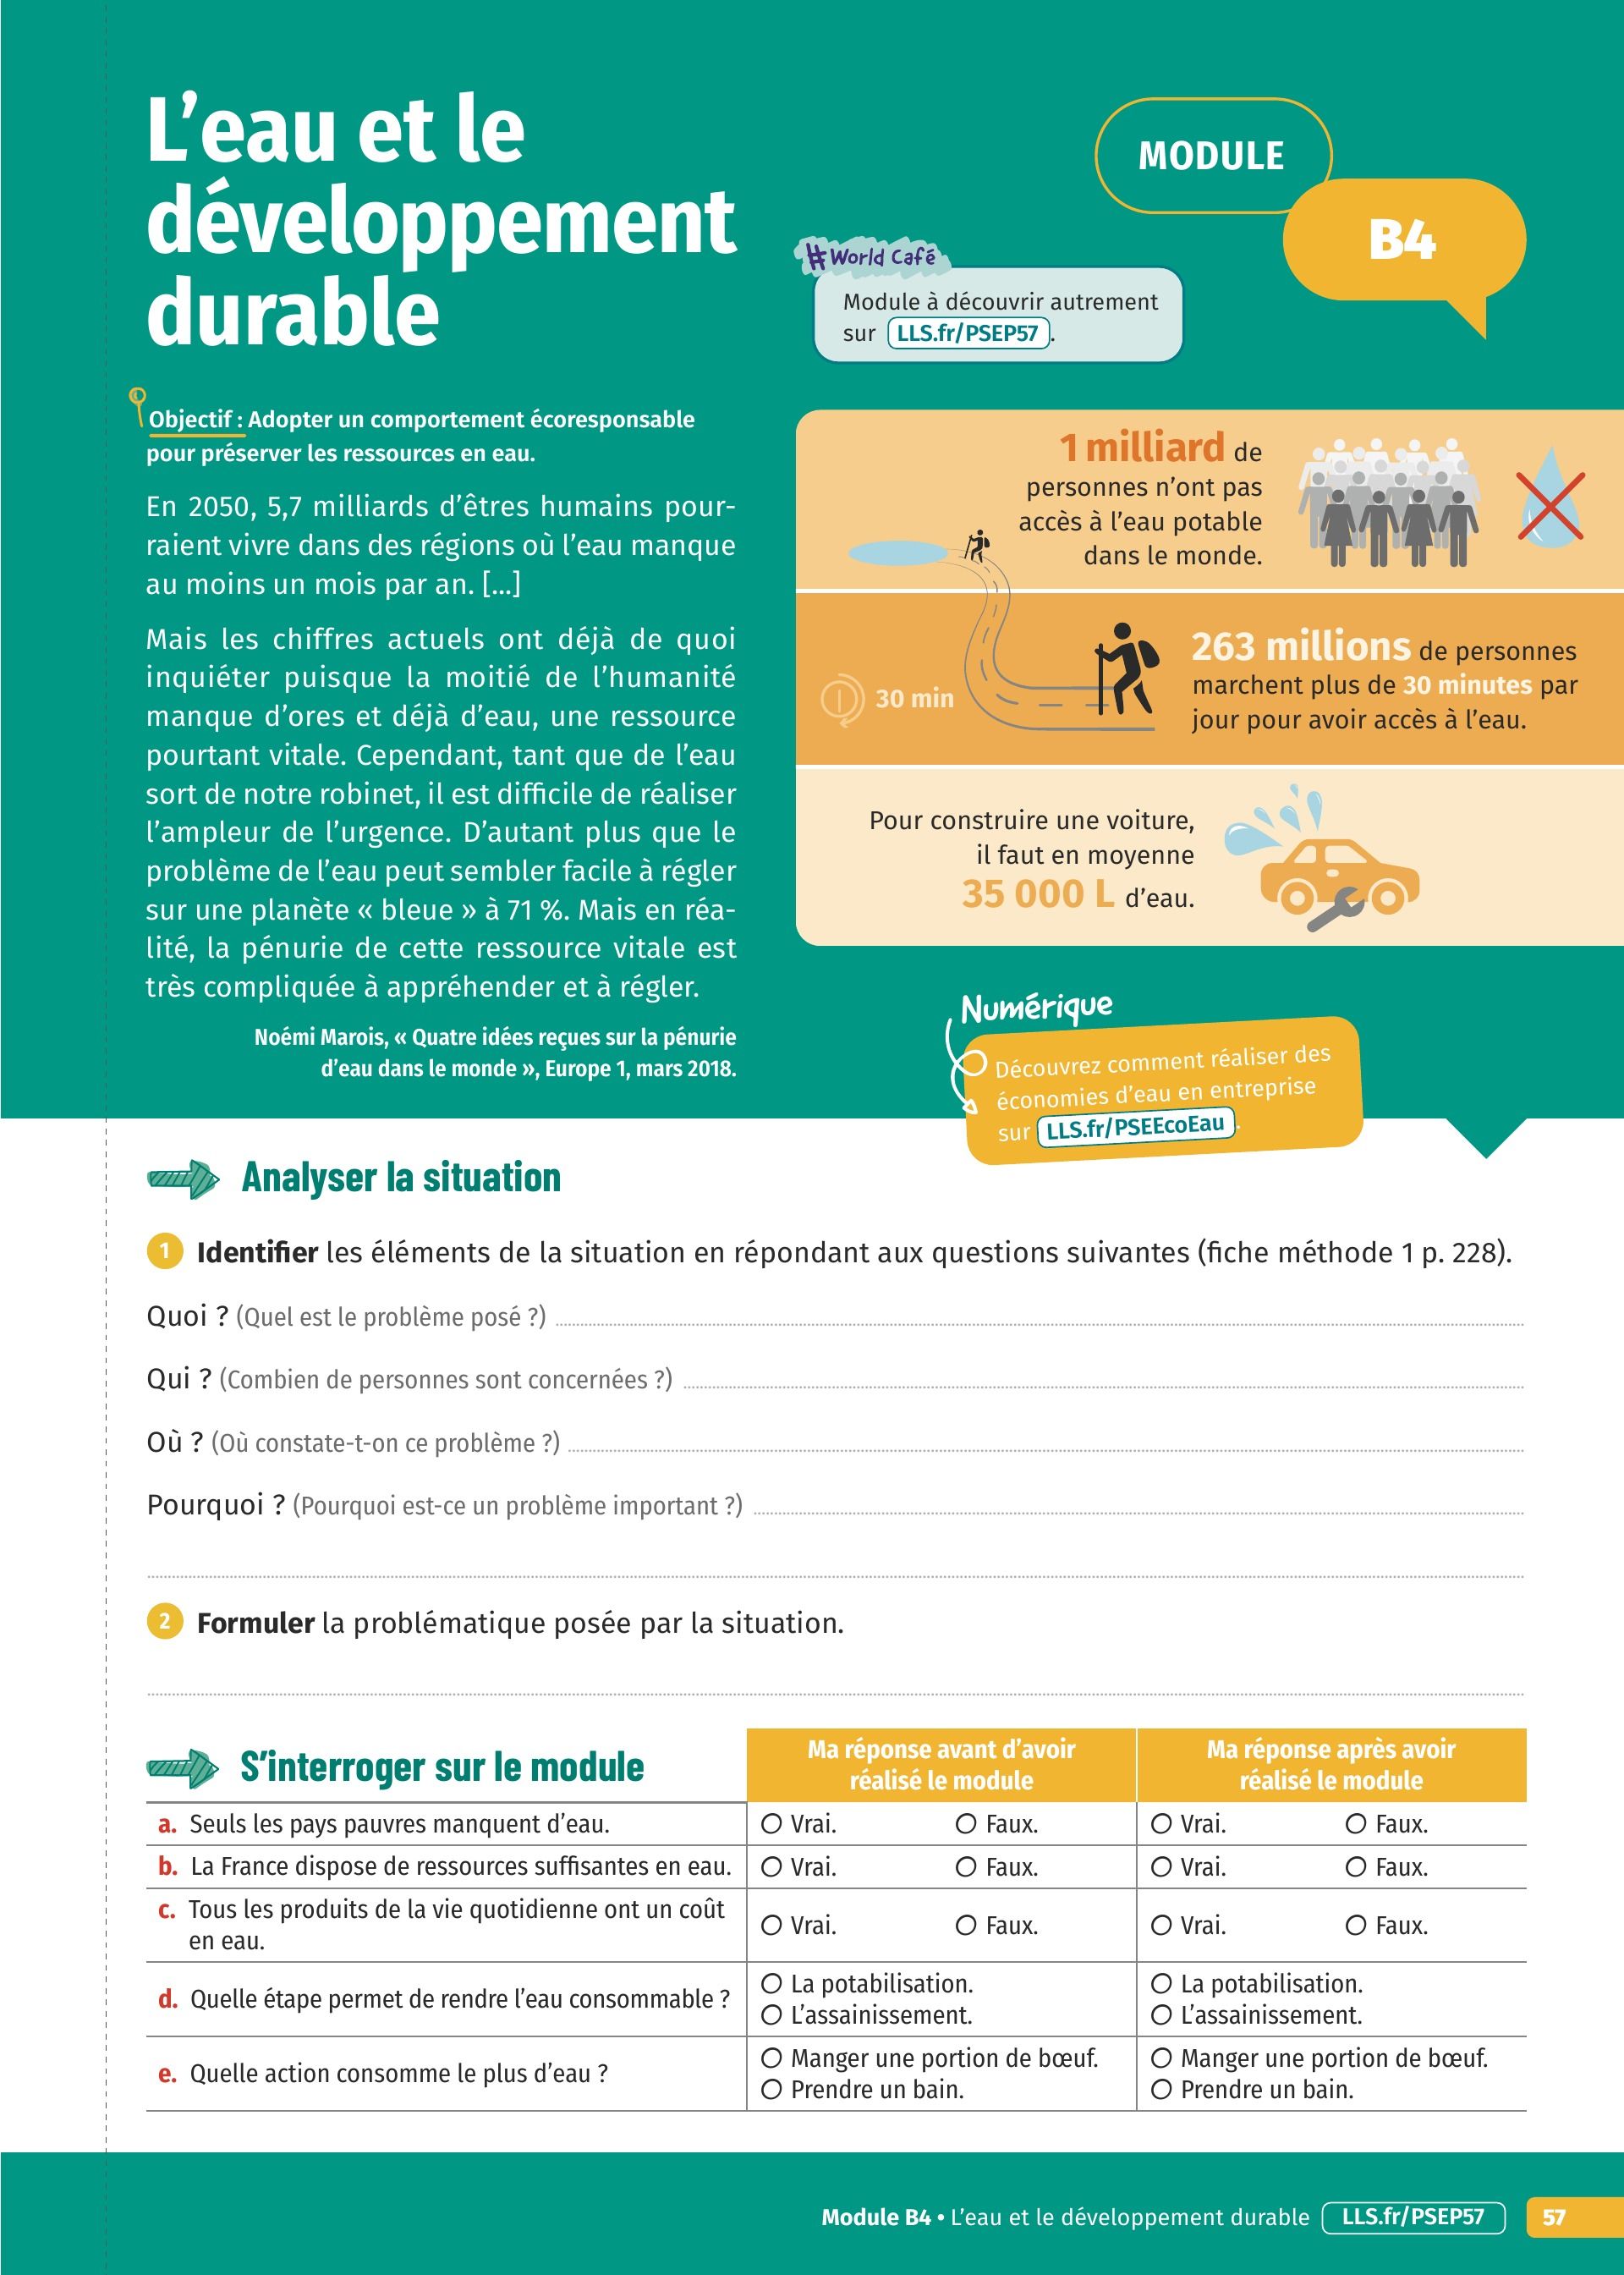 L’eau et le
développement
durable
MODULE
B4
#World Café
Module à découvrir autrement
sur LLS.fr/PSEP57.
Objectif : Adopter un comportement écoresponsable
pour préserver les ressources en eau.
En 2050, 5,7 milliards d’êtres humains pour-
raient vivre dans des régions où l’eau manque
au moins un mois par an. [...]
Mais les chiffres actuels ont déjà de quoi
inquiéter puisque la moitié de l’humanité
manque d’ores et déjà d’eau, une ressource
pourtant vitale. Cependant, tant que de l’eau
sort de notre robinet, il est difficile de réaliser
l’ampleur de l’urgence. D’autant plus que le
problème de l’eau peut sembler facile à régler
sur une planète « bleue » à 71 %. Mais en réa-
lité, la pénurie de cette ressource vitale est
très compliquée à appréhender et à régler.
Noémi Marois, « Quatre idées reçues sur la pénurie
d’eau dans le monde », Europe 1, mars 2018.
1 milliard de
personnes n’ont pas
accès à l’eau potable
dans le monde.
30 min
263 millions de personnes
marchent plus de 30 minutes par
jour pour avoir accès à l’eau.
Pour construire une voiture,
il faut en moyenne
35 000 L d’eau.
Numérique
Découvrez comment réaliser des
économies d’eau en entreprise
sur LLS.fr/PSEEcoEau.
Analyser la situation
1 Identifier les éléments de la situation en répondant aux questions suivantes (fiche méthode 1 p. 228).
Quoi ? (Quel est le problème posé ?)
Qui ? (Combien de personnes sont concernées ?)
Où ? (Où constate-t-on ce problème ?)
Pourquoi ? (Pourquoi est-ce un problème important ?)
2 Formuler la problématique posée par la situation.
S’interroger sur le module
Ma réponse avant d’avoir
réalisé le module
Ma réponse après avoir
réalisé le module
a. Seuls les pays pauvres manquent d’eau.
Vrai. Faux. Vrai. Faux.
b. La France dispose de ressources suffisantes en eau.
Vrai. Faux. Vrai. Faux.
c. Tous les produits de la vie quotidienne ont un coût
en eau.
Vrai. Faux. Vrai. Faux.
d. Quelle étape permet de rendre l’eau consommable ?
La potabilisation.
L’assainissement.
La potabilisation.
L’assainissement.
e. Quelle action consomme le plus d’eau ?
Manger une portion de bœuf.
Prendre un bain.
Manger une portion de bœuf.
Prendre un bain.
Module B4 • L’eau et le développement durable LLS.fr/PSEP57 57